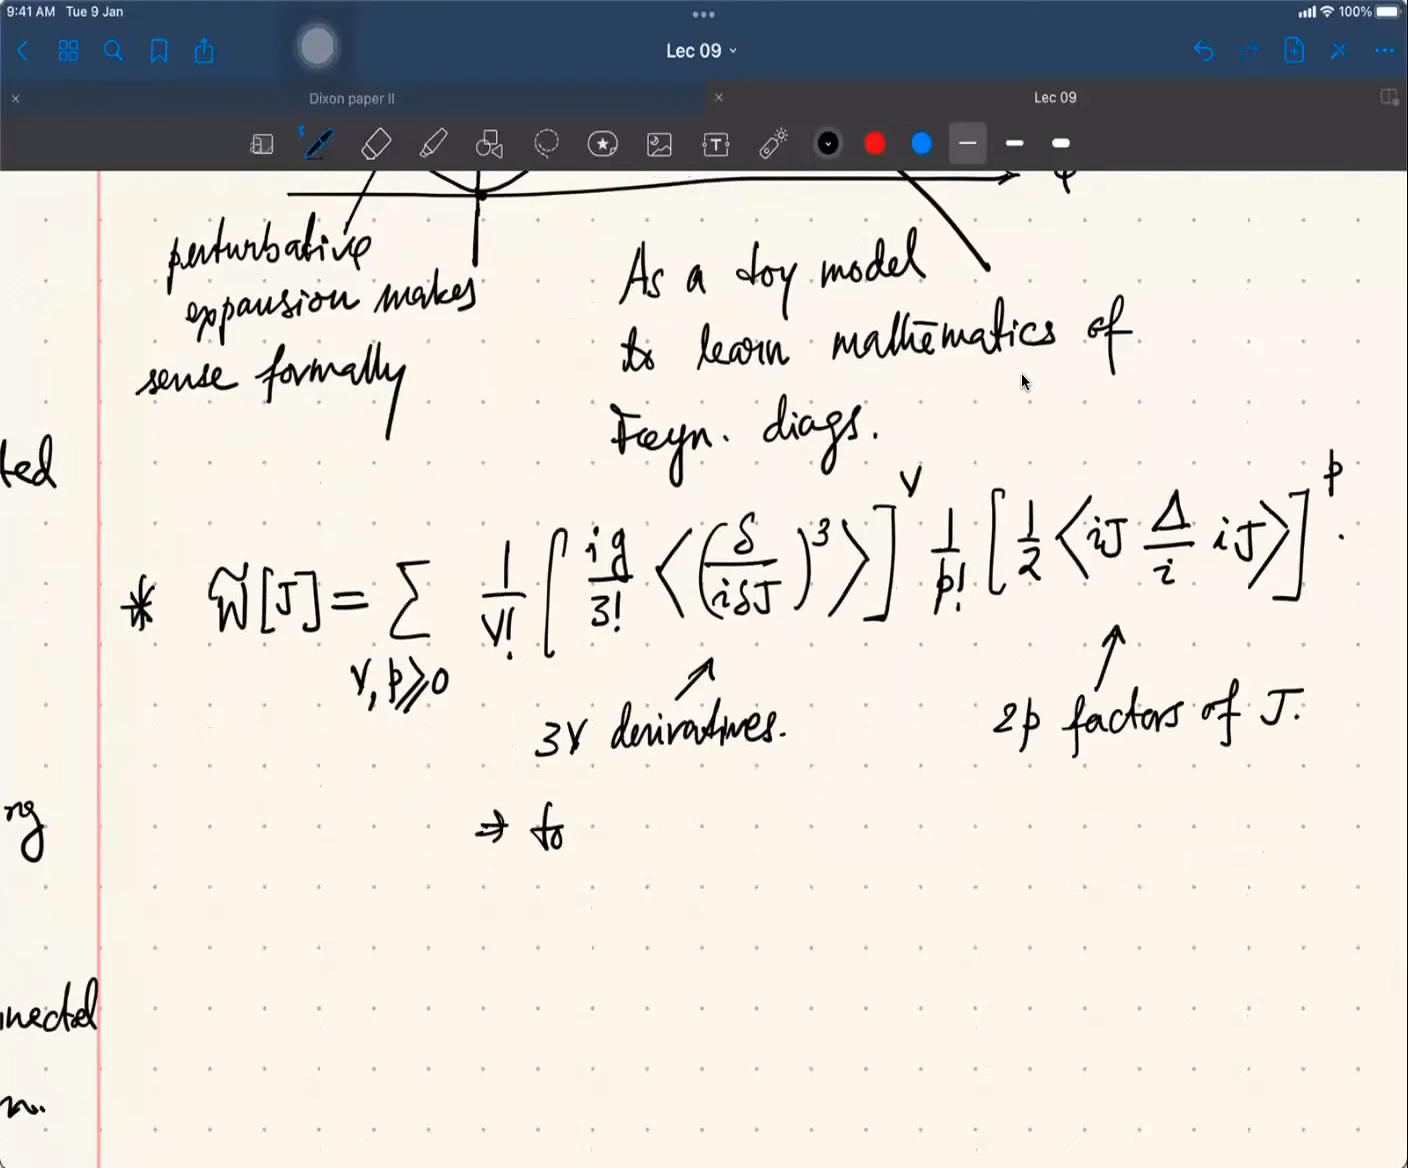 9:41 AM Tue 9 Jan
100%
Lec 09
Dixon paper II
Lec 09
φ
perturbative
expansion makes
sense formally
As a toy model
to learn mathematics of
Feyn. diags.
ted
* W̃[J] = Σ_{V, p⩾0} 1/V! [ig/3! ⟨(δ/iδJ)^3⟩]^V 1/p! [1/2 ⟨iJ Δ/i iJ⟩]^p.
3V derivatives.
2p factors of J.
⇒ to
ng
nnected
n.